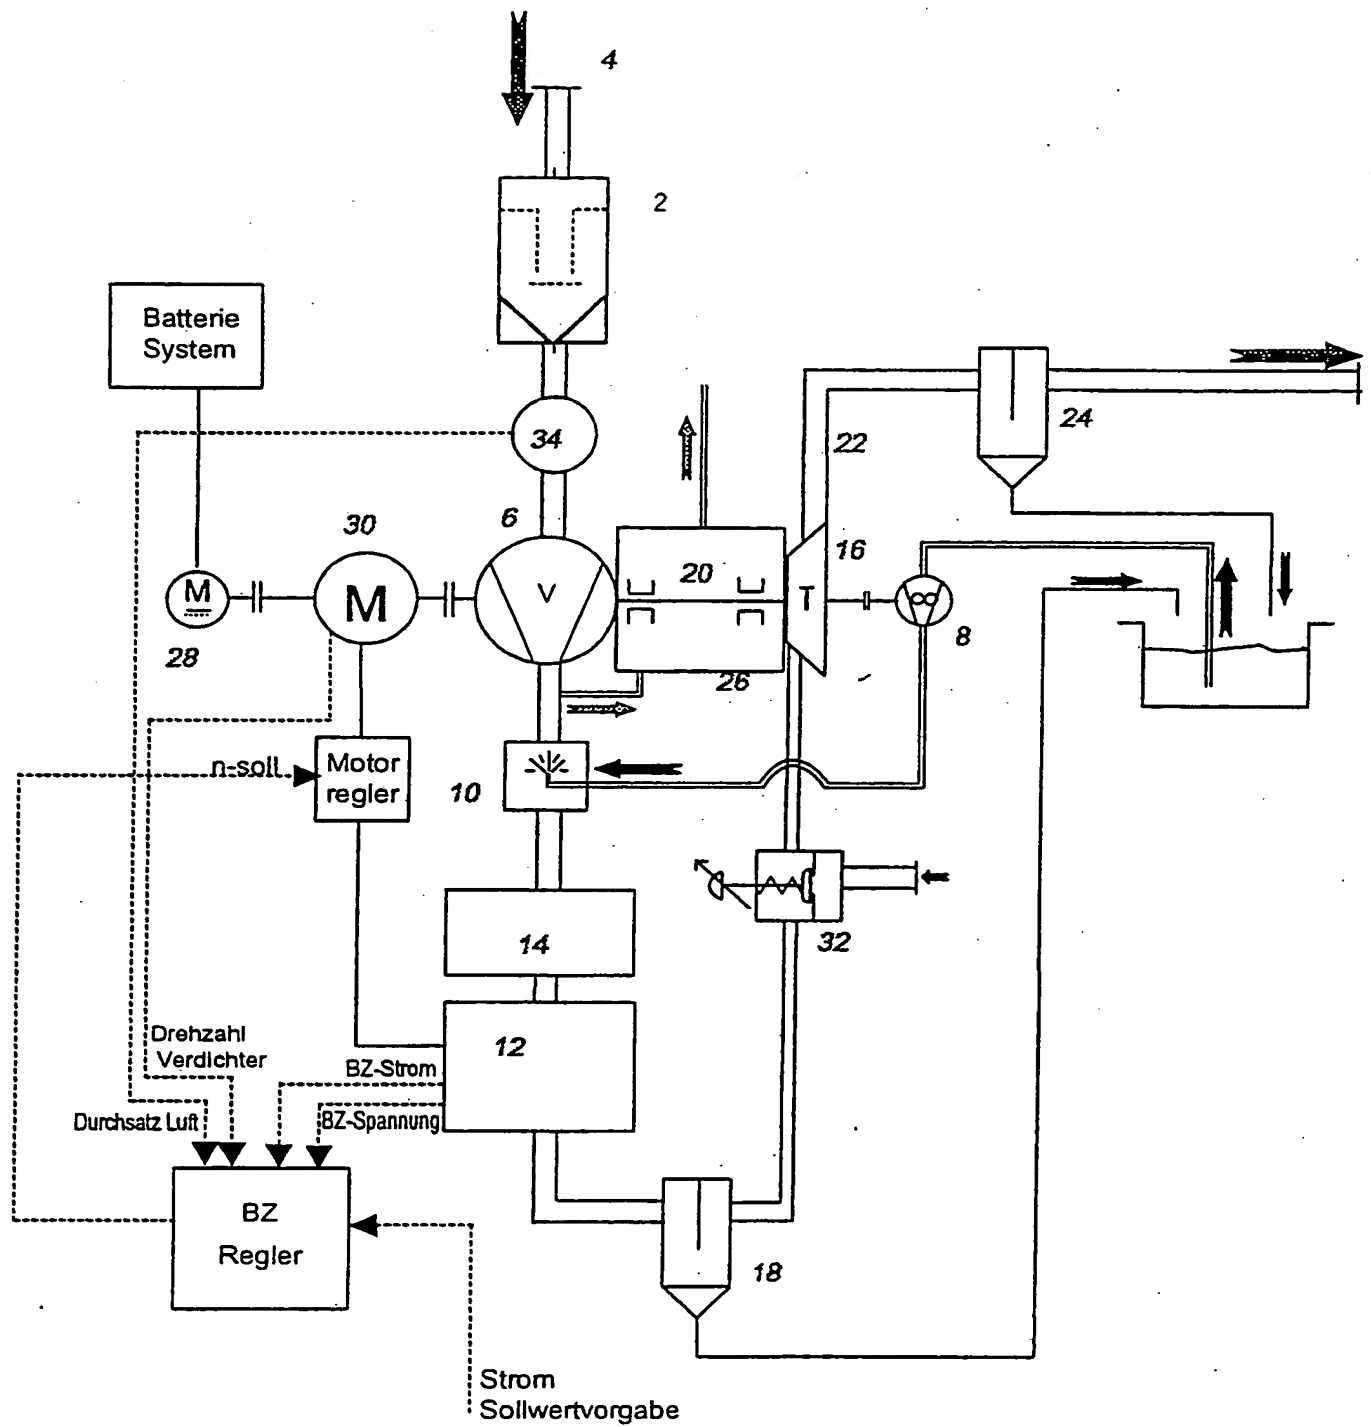 4
2
Batterie
System
34
24
22
6
30
16
20
V
T
M
M
8
28
26
n-soll
Motor
regler
10
32
14
12
Drehzahl
Verdichter
BZ-Strom
Durchsatz Luft
BZ-Spannung
BZ
Regler
18
Strom
Sollwertvorgabe